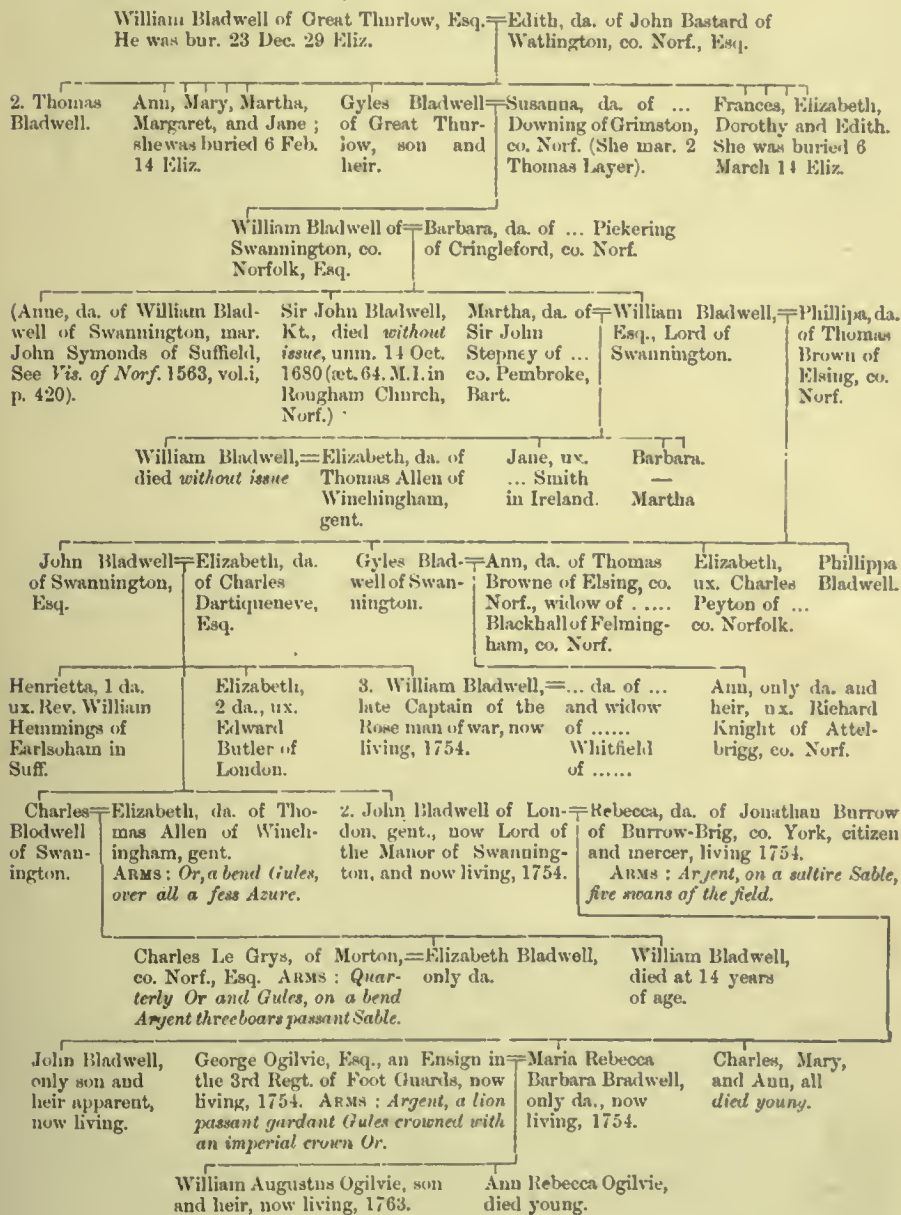 William Bladwell of Great Thurlow, Esq.
He was bur. 23 Dec. 29 Eliz.
Edith, da. of John Bastard of
Watlington, co. Norf., Esq.
2. Thomas
Bladwell.
Ann, Mary, Martha,
Margaret, and Jane ;
she was buried 6 Feb.
14 Eliz.
Gyles Bladwell
of Great Thur-
low, son and
heir.
Susanna, da. of ...
Downing of Grimston,
co. Norf. (She mar. 2
Thomas Layer).
Frances, Elizabeth,
Dorothy and Edith.
She was buried 6
March 14 Eliz.
William Bladwell of
Swannington, co.
Norfolk, Esq.
Barbara, da. of ... Pickering
of Cringleford, co. Norf.
(Anne, da. of William Blad-
well of Swannington, mar.
John Symonds of Suffield,
See Vis. of Norf. 1563, vol.i,
p. 420).
Sir John Bladwell,
Kt., died without
issue, unm. 14 Oct.
1680 (æt. 64. M.I. in
Rougham Church,
Norf.)
Martha, da. of
Sir John
Stepney of ...
co. Pembroke,
Bart.
William Bladwell,
Esq., Lord of
Swannington.
Phillipa, da.
of Thomas
Brown of
Elsing, co.
Norf.
William Bladwell,
died without issue
Elizabeth, da. of
Thomas Allen of
Winchingham,
gent.
Jane, ux.
... Smith
in Ireland.
Barbara.
—
Martha
John Bladwell
of Swannington,
Esq.
Elizabeth, da.
of Charles
Dartiqueneve,
Esq.
Gyles Blad-
well of Swan-
nington.
Ann, da. of Thomas
Browne of Elsing, co.
Norf., widow of . .....
Blackhall of Felming-
ham, co. Norf.
Elizabeth,
ux. Charles
Peyton of ...
co. Norfolk.
Phillippa
Bladwell.
Henrietta, 1 da.
ux. Rev. William
Hemmings of
Earlsoham in
Suff.
Elizabeth,
2 da., ux.
Edward
Butler of
London.
3. William Bladwell,
late Captain of the
Rose man of war, now
living, 1754.
... da. of ...
and widow
of ......
Whitfield
of ......
Ann, only da. and
heir, ux. Richard
Knight of Attel-
brigg, co. Norf.
Charles
Blodwell
of Swan-
ington.
Elizabeth, da. of Tho-
mas Allen of Winch-
ingham, gent.
ARMS : Or, a bend Gules,
over all a fess Azure.
2. John Bladwell of Lon-
don, gent., now Lord of
the Manor of Swanning-
ton, and now living, 1754.
Rebecca, da. of Jonathan Burrow
of Burrow-Brig, co. York, citizen
and mercer, living 1754.
ARMS : Argent, on a saltire Sable,
five swans of the field.
Charles Le Grys, of Morton,
co. Norf., Esq. ARMS : Quar-
terly Or and Gules, on a bend
Argent three boars passant Sable.
Elizabeth Bladwell,
only da.
William Bladwell,
died at 14 years
of age.
John Bladwell,
only son and
heir apparent,
now living.
George Ogilvie, Esq., an Ensign in
the 3rd Regt. of Foot Guards, now
living, 1754. ARMS : Argent, a lion
passant gardant Gules crowned with
an imperial crown Or.
Maria Rebecca
Barbara Bradwell,
only da., now
living, 1754.
Charles, Mary,
and Ann, all
died young.
William Augustus Ogilvie, son
and heir, now living, 1763.
Ann Rebecca Ogilvie,
died young.